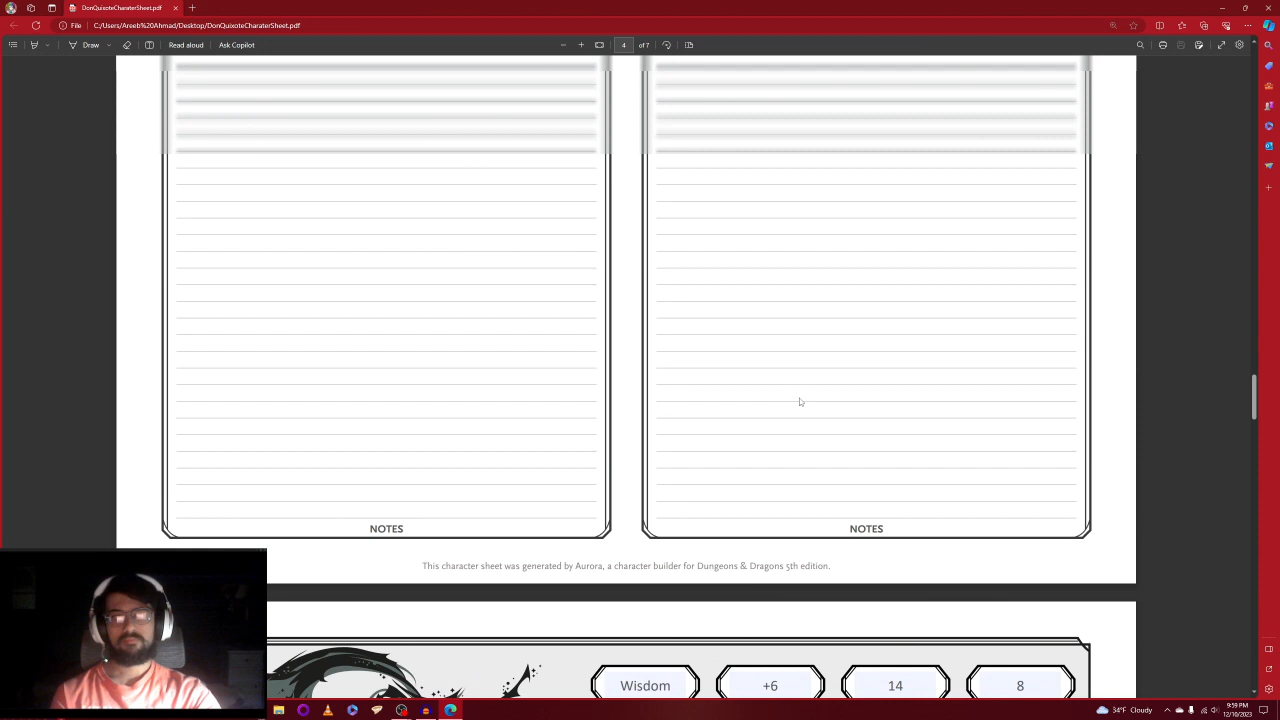 DonQuixoteCharaterSheet.pdf
File C:/Users/Areeb%20Ahmad/Desktop/DonQuixoteCharaterSheet.pdf
Draw Read aloud Ask Copilot 4 of 7
NOTES NOTES
This character sheet was generated by Aurora, a character builder for Dungeons & Dragons 5th edition.
Wisdom +6 14 8
34°F Cloudy 9:59 PM
12/10/2023